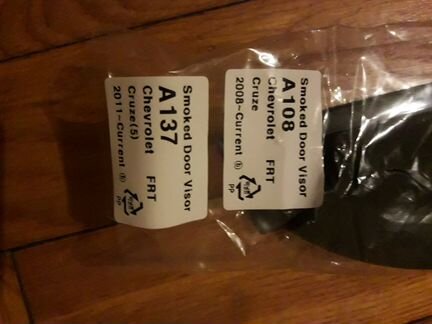 Smoked Door Visor
A108
Chevrolet FRT
Cruze
2008~Current
PP
Smoked Door Visor
A137
Chevrolet FRT
Cruze(5)
2011~Current
PP